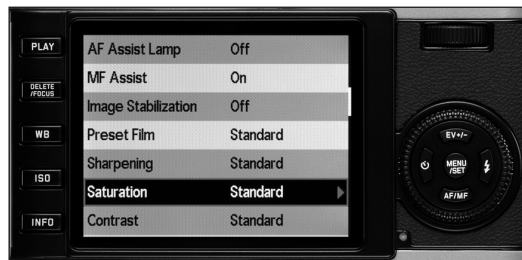 PLAY
DELETE
/FOCUS
WB
ISO
INFO
AF Assist Lamp Off
MF Assist On
Image Stabilization Off
Preset Film Standard
Sharpening Standard
Saturation Standard
Contrast Standard
EV+/-
MENU
/SET
AF/MF